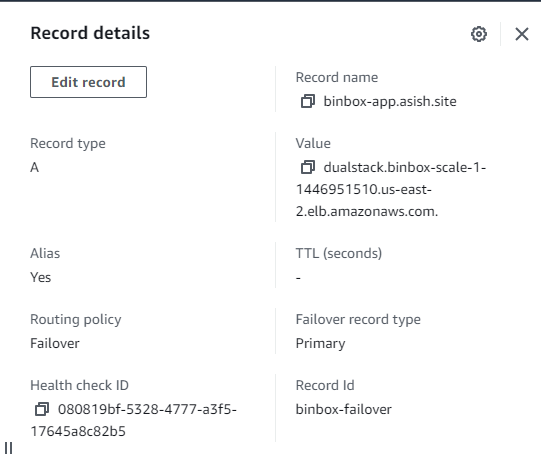 Record details
Edit record
Record name
binbox-app.asish.site
Record type
A
Value
dualstack.binbox-scale-1-
1446951510.us-east-
2.elb.amazonaws.com.
Alias
Yes
TTL (seconds)
-
Routing policy
Failover
Failover record type
Primary
Health check ID
080819bf-5328-4777-a3f5-
17645a8c82b5
Record Id
binbox-failover